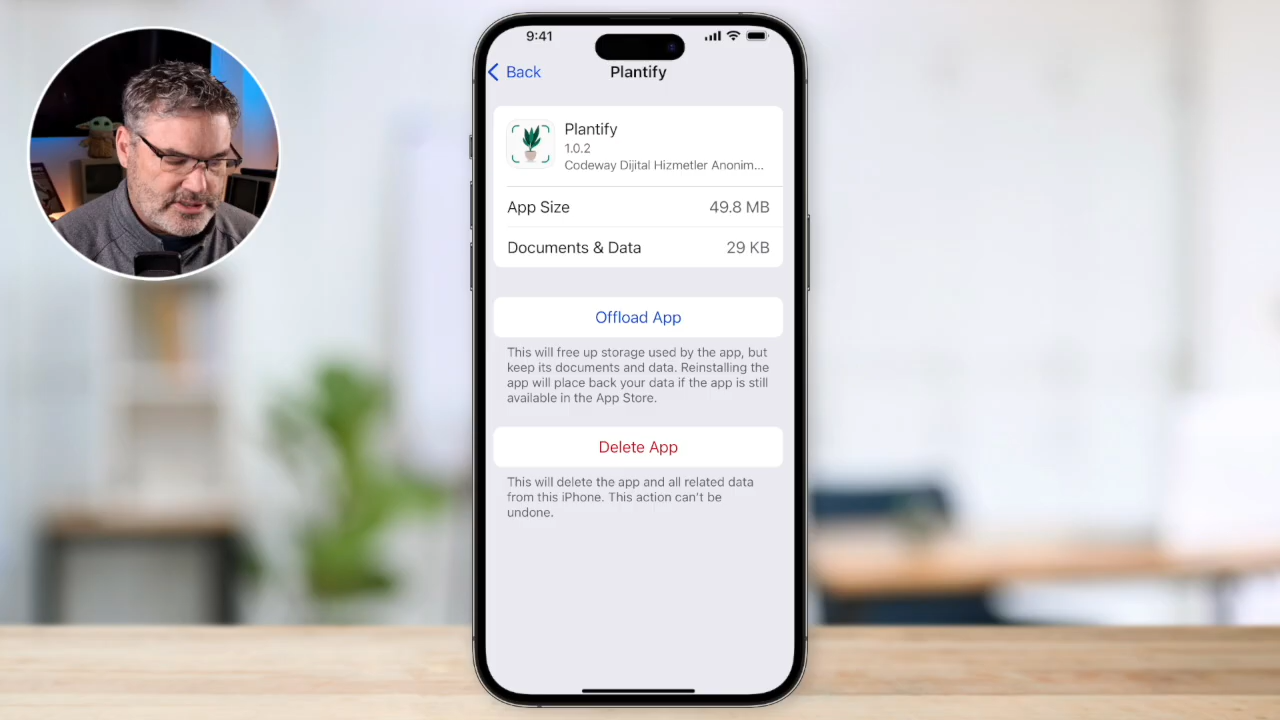 9:41
Back
Plantify
Plantify
1.0.2
Codeway Dijital Hizmetler Anonim...
App Size
49.8 MB
Documents & Data
29 KB
Offload App
This will free up storage used by the app, but
keep its documents and data. Reinstalling the
app will place back your data if the app is still
available in the App Store.
Delete App
This will delete the app and all related data
from this iPhone. This action can't be
undone.